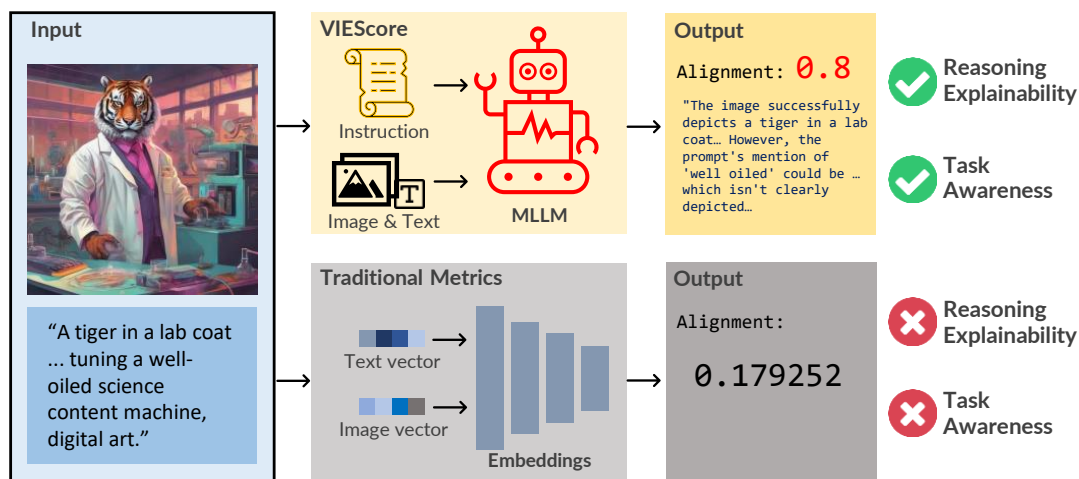 Input
"A tiger in a lab coat
... tuning a well-
oiled science
content machine,
digital art."
VIEScore
Instruction
T
Image & Text
MLLM
Output
Alignment: 0.8
"The image successfully
depicts a tiger in a lab
coat… However, the
prompt's mention of
'well oiled' could be …
which isn't clearly
depicted…
Reasoning
Explainability
Task
Awareness
Traditional Metrics
Text vector
Image vector
Embeddings
Output
Alignment:
0.179252
Reasoning
Explainability
Task
Awareness